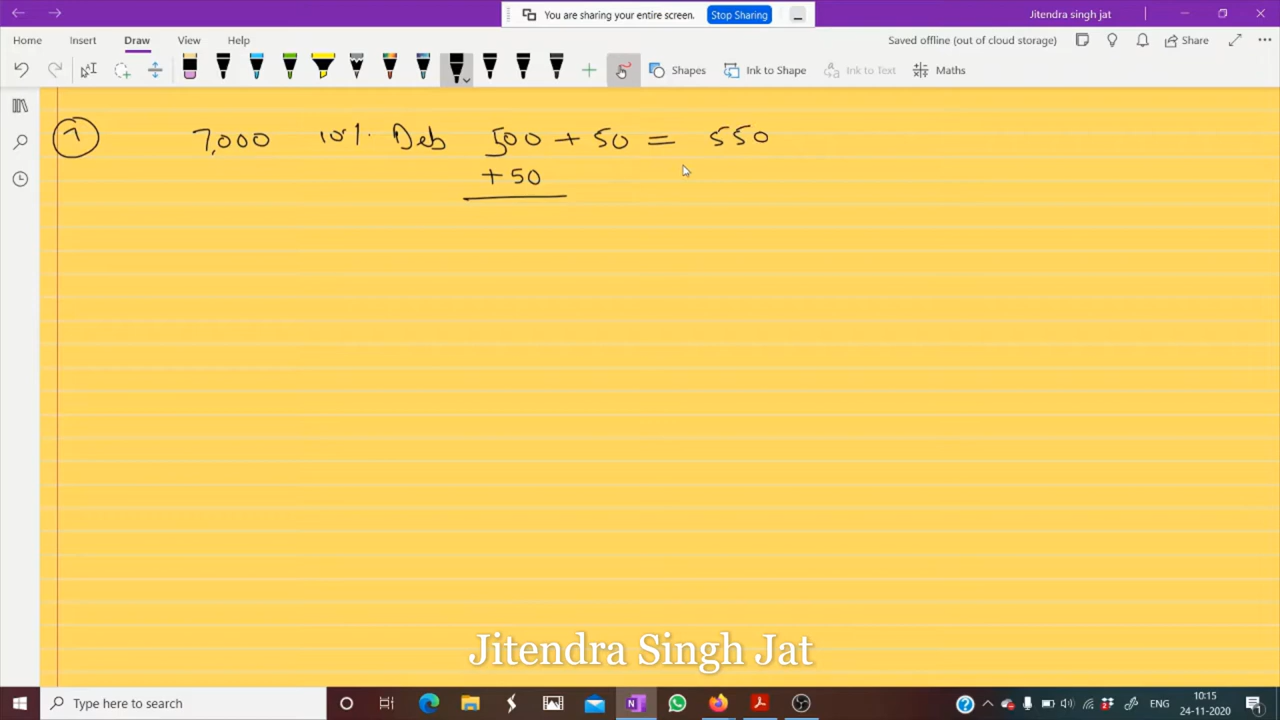 You are sharing your entire screen. Stop Sharing
Jitendra singh jat
Home Insert Draw View Help
Saved offline (out of cloud storage)
Share
Shapes
Ink to Shape
Ink to Text
Maths
7,000 10%. Deb 500 + 50 = 550
+ 50
Jitendra Singh Jat
Type here to search
ENG
10:15
24-11-2020